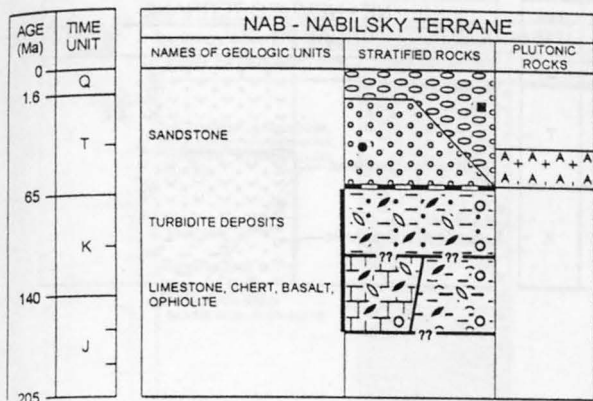 AGE (Ma)
TIME UNIT
NAB - NABILSKY TERRANE
NAMES OF GEOLOGIC UNITS
STRATIFIED ROCKS
PLUTONIC ROCKS
0
Q
1.6
T
SANDSTONE
A + A + A + A
A A A A
65
TURBIDITE DEPOSITS
K
??
??
LIMESTONE, CHERT, BASALT,
OPHIOLITE
140
??
J
205